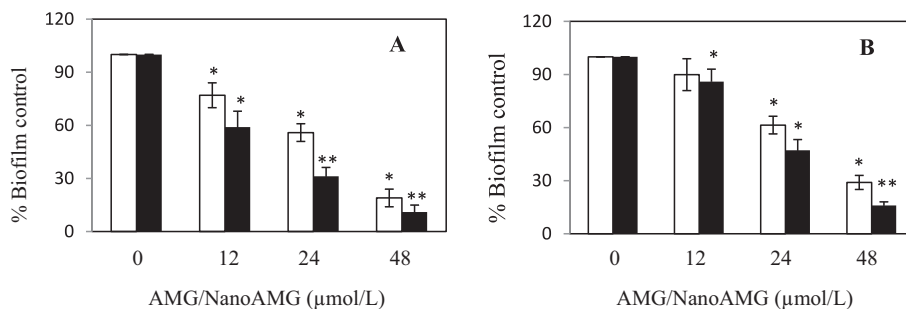 A
% Biofilm control
120
90
60
30
0
* *
* **
* **
0 12 24 48
AMG/NanoAMG (µmol/L)
B
% Biofilm control
120
90
60
30
0
*
* *
* **
0 12 24 48
AMG/NanoAMG (µmol/L)